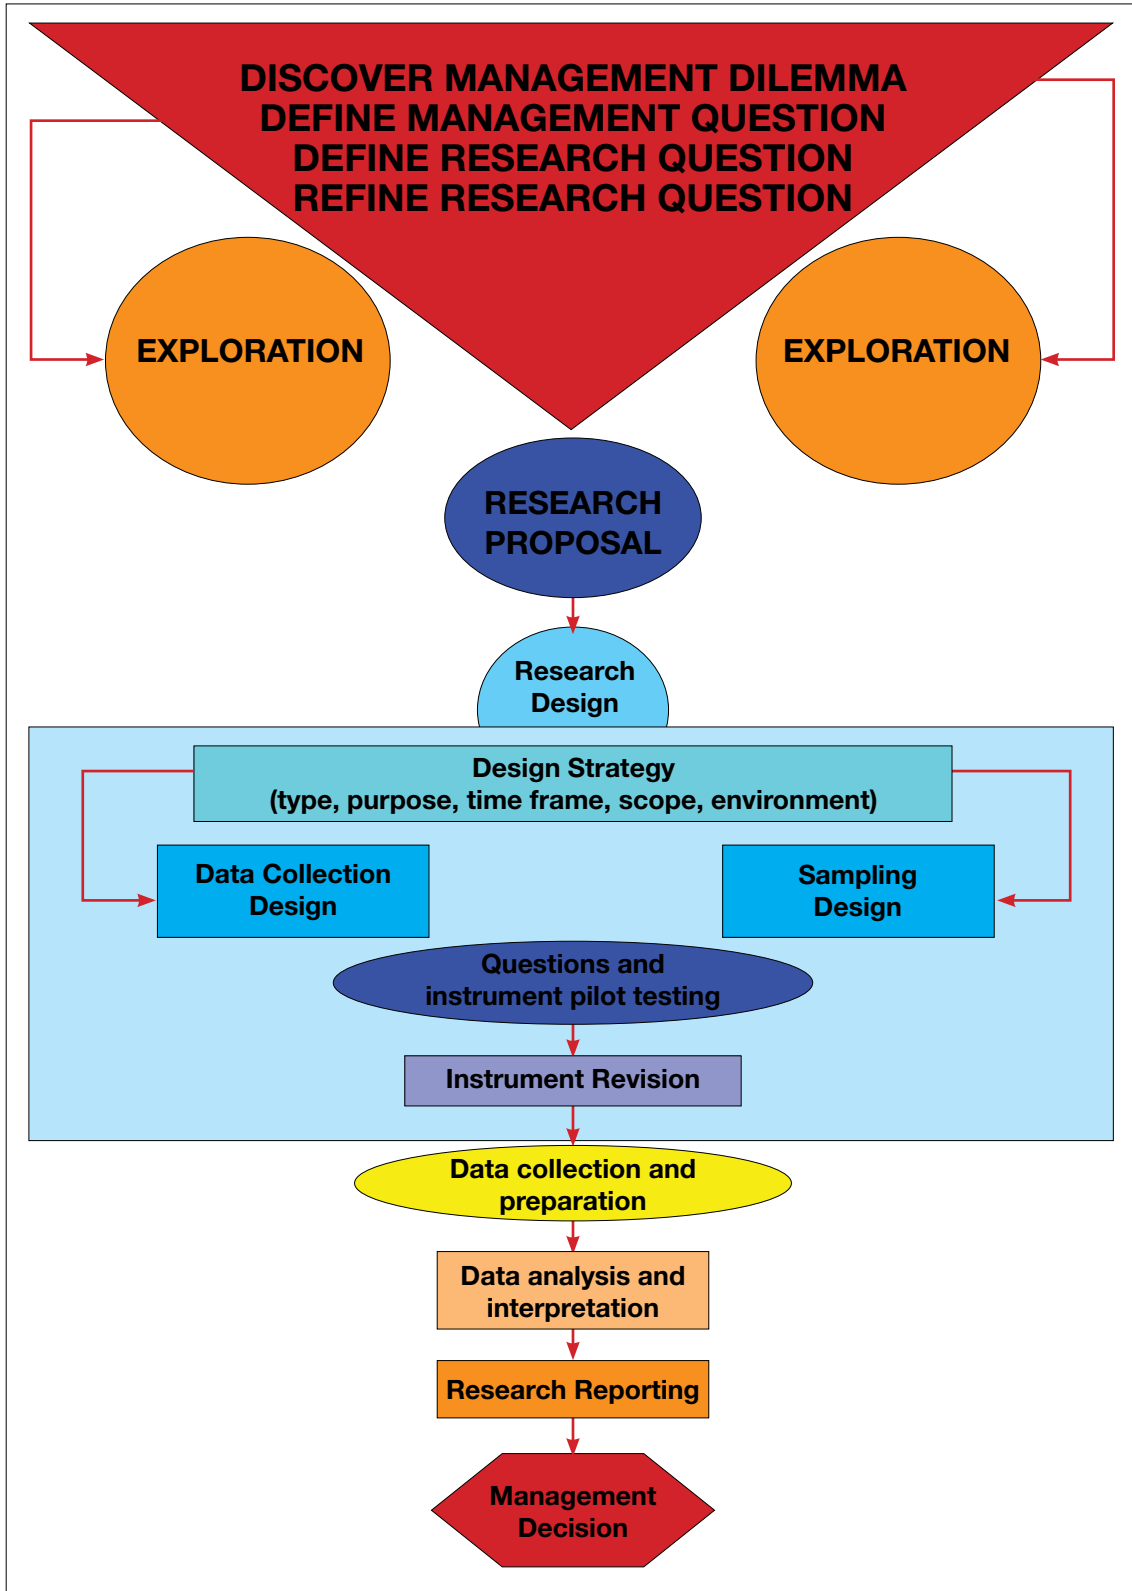 DISCOVER MANAGEMENT DILEMMA
DEFINE MANAGEMENT QUESTION
DEFINE RESEARCH QUESTION
REFINE RESEARCH QUESTION
EXPLORATION
EXPLORATION
RESEARCH
PROPOSAL
Research
Design
Design Strategy
(type, purpose, time frame, scope, environment)
Data Collection
Design
Sampling
Design
Questions and
instrument pilot testing
Instrument Revision
Data collection and
preparation
Data analysis and
interpretation
Research Reporting
Management
Decision